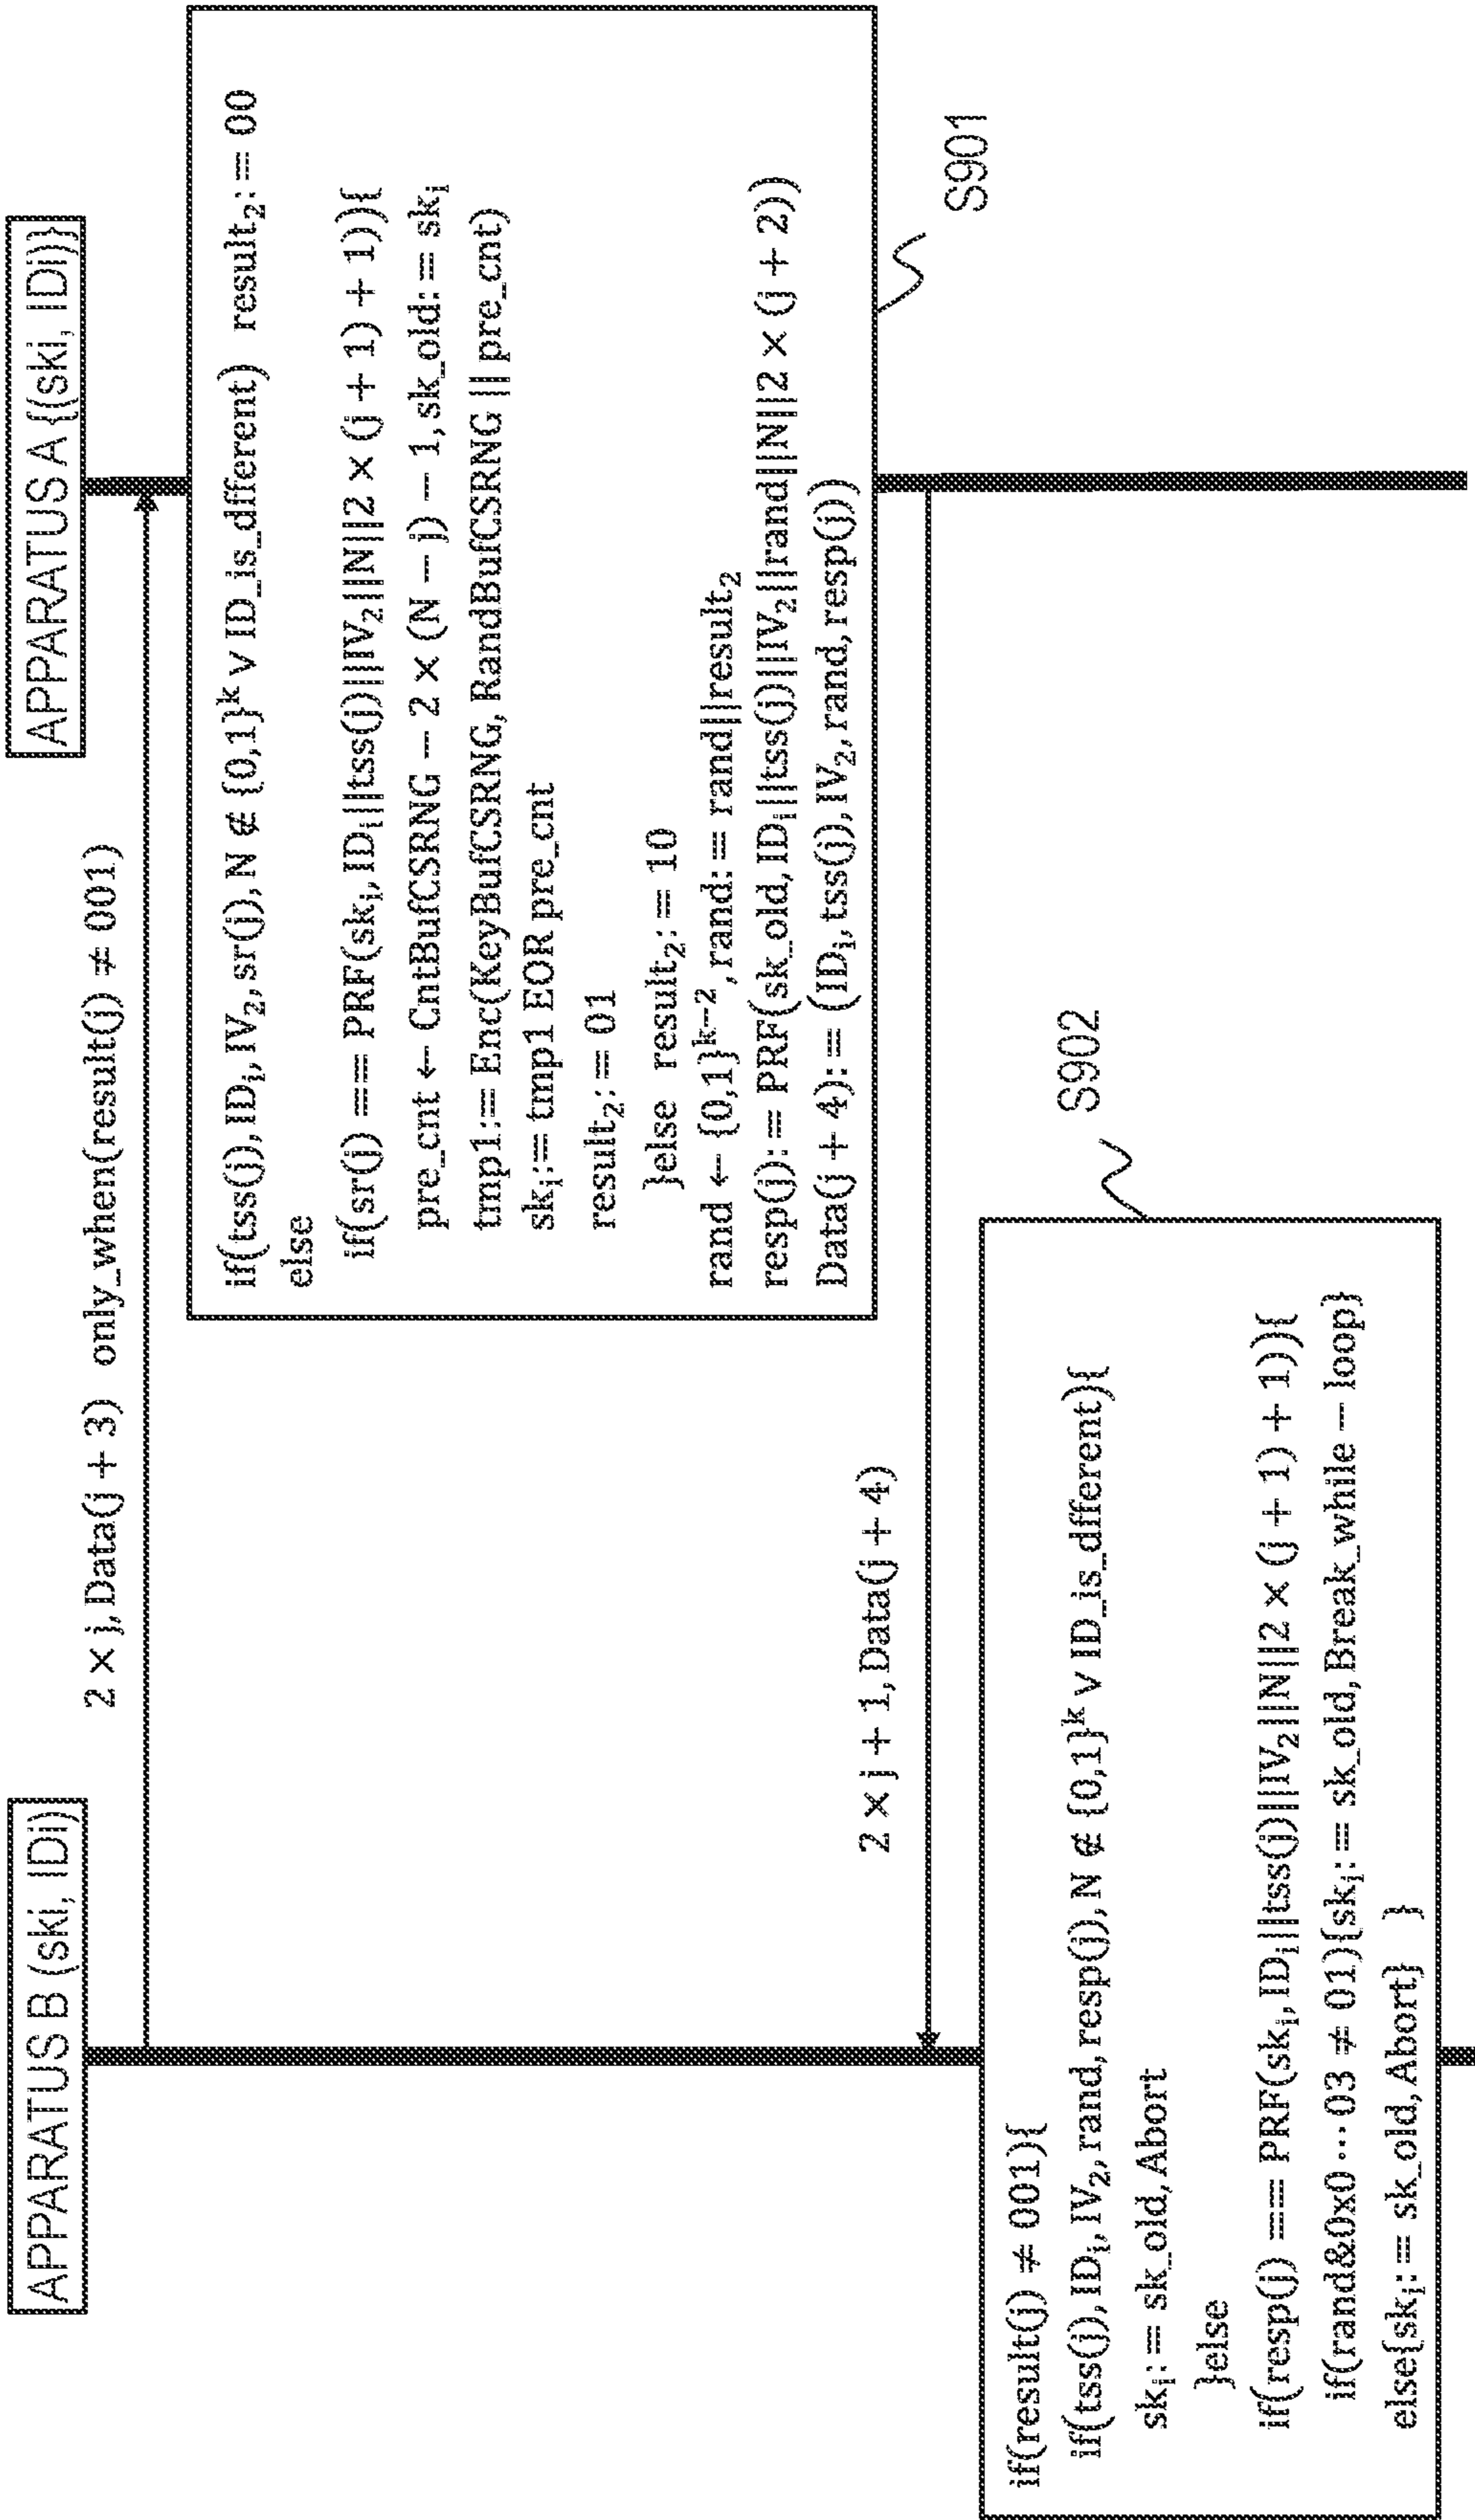 APPARATUS B (ski, IDi)
APPARATUS A {(ski, IDi)}
2 × j, Data(j + 3) only_when(result(j) ≠ 001)
if(tss(j), IDᵢ, IV₂, sr(j), N ∉ {0,1}ᵏ ∨ ID_is_dfferent) result₂: = 00
else
if(sr(j) == PRF(skᵢ, IDᵢ||tss(j)||IV₂||N||2 × (j + 1) + 1)){
pre_cnt ← CntBufCSRNG − 2 × (N − j) − 1, sk_old: = skᵢ
tmp1: = Enc(KeyBufCSRNG, RandBufCSRNG || pre_cnt)
skᵢ: = tmp1 EOR pre_cnt
result₂: = 01
}else result₂: = 10
rand ← {0,1}ᵏ⁻², rand: = rand||result₂
resp(j): = PRF(sk_old, IDᵢ||tss(j)||IV₂||rand||N||2 × (j + 2))
Data(j + 4): = (IDᵢ, tss(j), IV₂, rand, resp(j))
S901
2 × j + 1, Data(j + 4)
S902
if(result(j) ≠ 001){
if(tss(j), IDᵢ, IV₂, rand, resp(j), N ∉ {0,1}ᵏ ∨ ID_is_dfferent){
skᵢ: = sk_old, Abort
}else
if(resp(j) == PRF(skᵢ, IDᵢ||tss(j)||IV₂||N||2 × (j + 1) + 1)){
if(rand&0x0 ⋯ 03 ≠ 01){skᵢ: = sk_old, Break_while − loop}
else{skᵢ: = sk_old, Abort} }